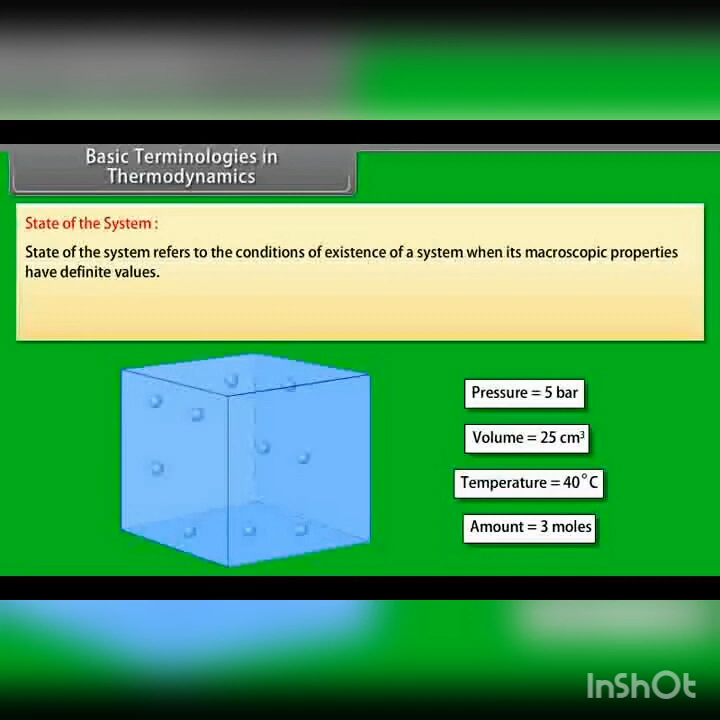 Basic Terminologies in
Thermodynamics
State of the System :
State of the system refers to the conditions of existence of a system when its macroscopic properties
have definite values.
Pressure = 5 bar
Volume = 25 cm³
Temperature = 40°C
Amount = 3 moles
InShOt